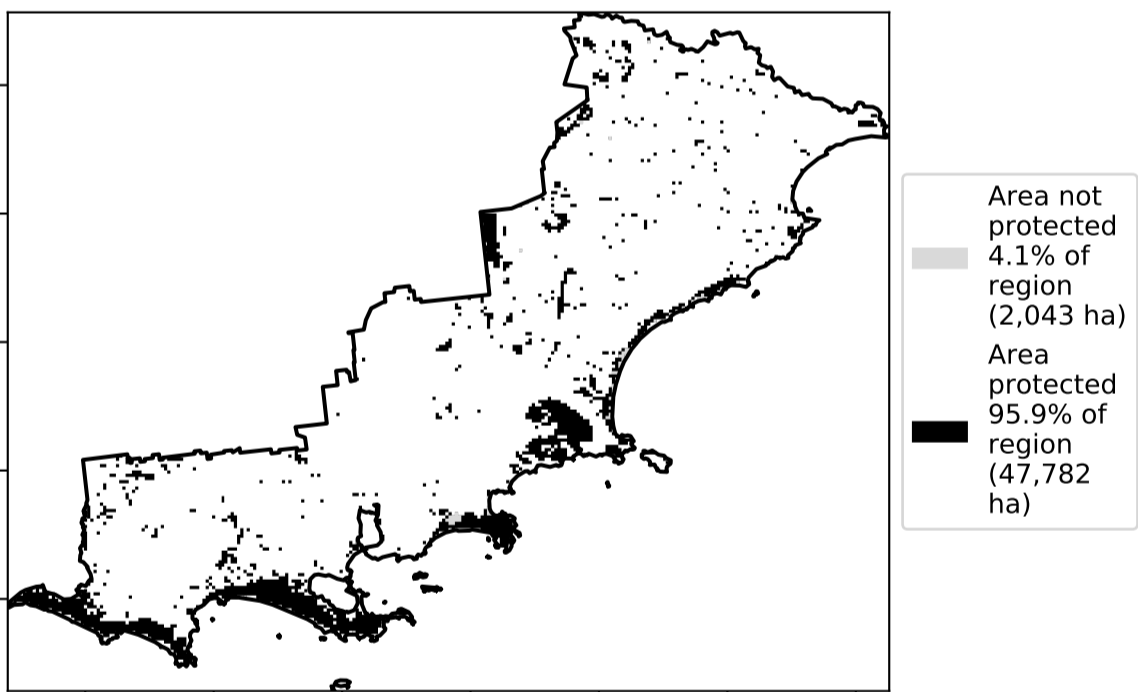 Area not
protected
4.1% of
region
(2,043 ha)
Area
protected
95.9% of
region
(47,782
ha)